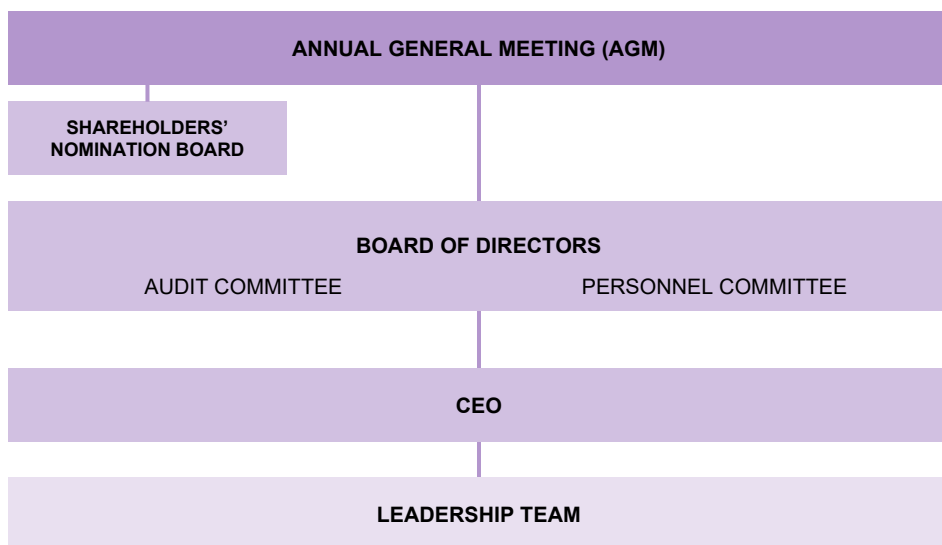 ANNUAL GENERAL MEETING (AGM)
SHAREHOLDERS’
NOMINATION BOARD
BOARD OF DIRECTORS
AUDIT COMMITTEE
PERSONNEL COMMITTEE
CEO
LEADERSHIP TEAM